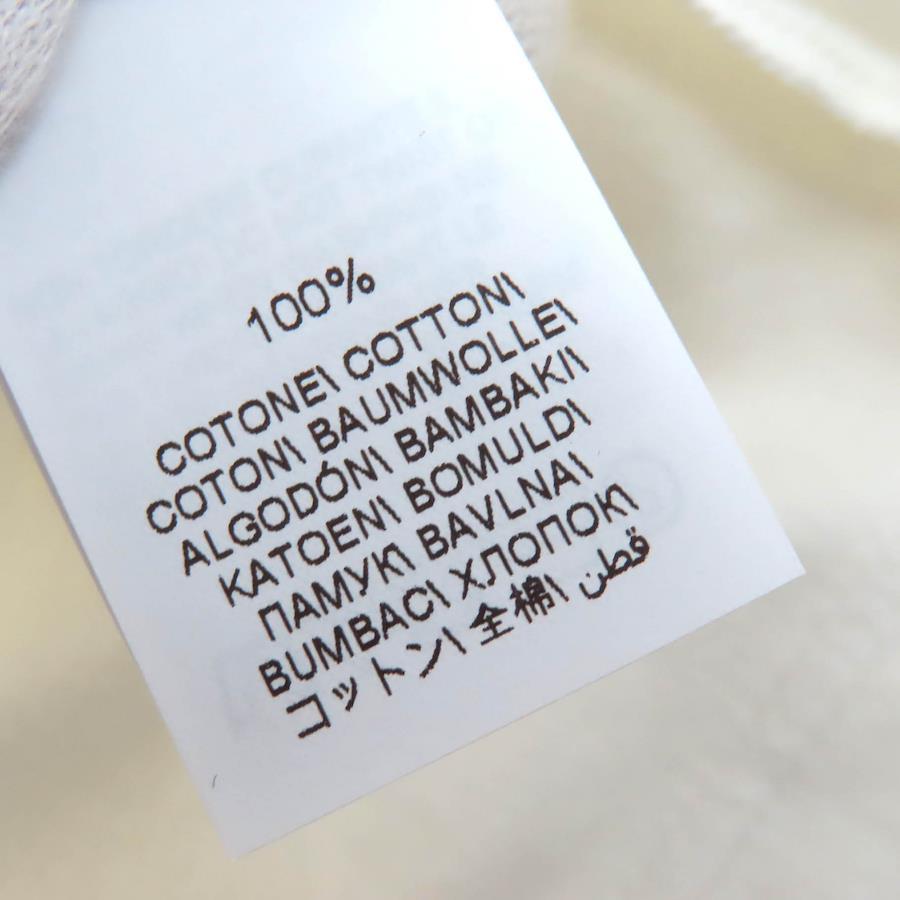 100%
COTONE\ COTTON\
COTON\ BAUMWOLLE\
ALGODÓN\ BAMBAKI\
KATOEN\ BOMULD\
ПАМУК\ BAVLNA\
BUMBAC\ ХЛОПОК\
コットン\ 全棉\ قطن